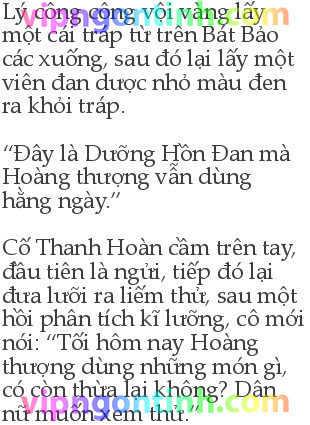 Lý công công vội vàng lấy
một cái tráp từ trên Bát Bảo
các xuống, sau đó lại lấy một
viên đan dược nhỏ màu đen
ra khỏi tráp.
“Đây là Dưỡng Hồn Đan mà
Hoàng thượng vẫn dùng
hằng ngày.”
Cố Thanh Hoàn cầm trên tay,
đầu tiên là ngửi, tiếp đó lại
đưa lưỡi ra liếm thử, sau một
hồi phân tích kĩ lưỡng, cô mới
nói: “Tối hôm nay Hoàng
thượng dùng những món gì,
có còn thừa lại không? Dân
nữ muốn xem thử.”
vipngontinh.com
vipngontinh.com